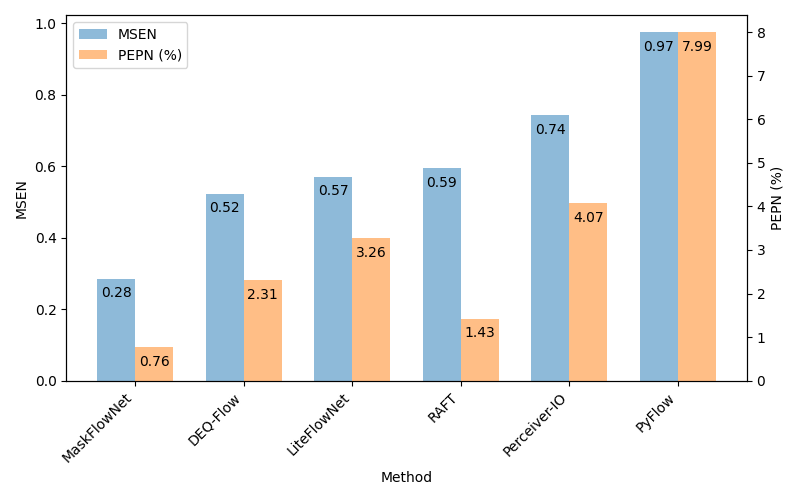 MSEN
PEPN (%)
1.0
0.8
0.6
0.4
0.2
0.0
MSEN
8
7
6
5
4
3
2
1
0
PEPN (%)
0.28
0.76
0.52
2.31
0.57
3.26
0.59
1.43
0.74
4.07
0.97
7.99
MaskFlowNet
DEQ-Flow
LiteFlowNet
RAFT
Perceiver-IO
PyFlow
Method